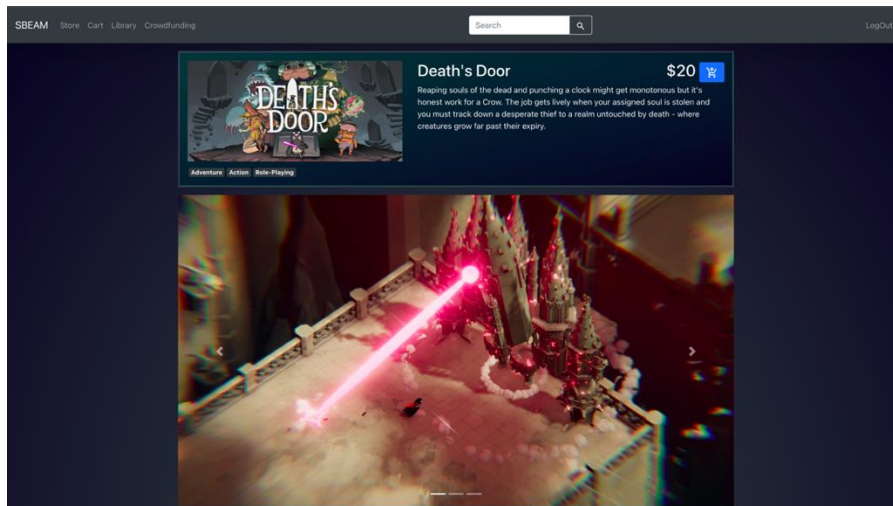 SBEAM Store Cart Library Crowdfunding Search LogOut
DEATH'S
DOOR
Death's Door $20
Reaping souls of the dead and punching a clock might get monotonous but it's
honest work for a Crow. The job gets lively when your assigned soul is stolen and
you must track down a desperate thief to a realm untouched by death - where
creatures grow far past their expiry.
Adventure Action Role-Playing